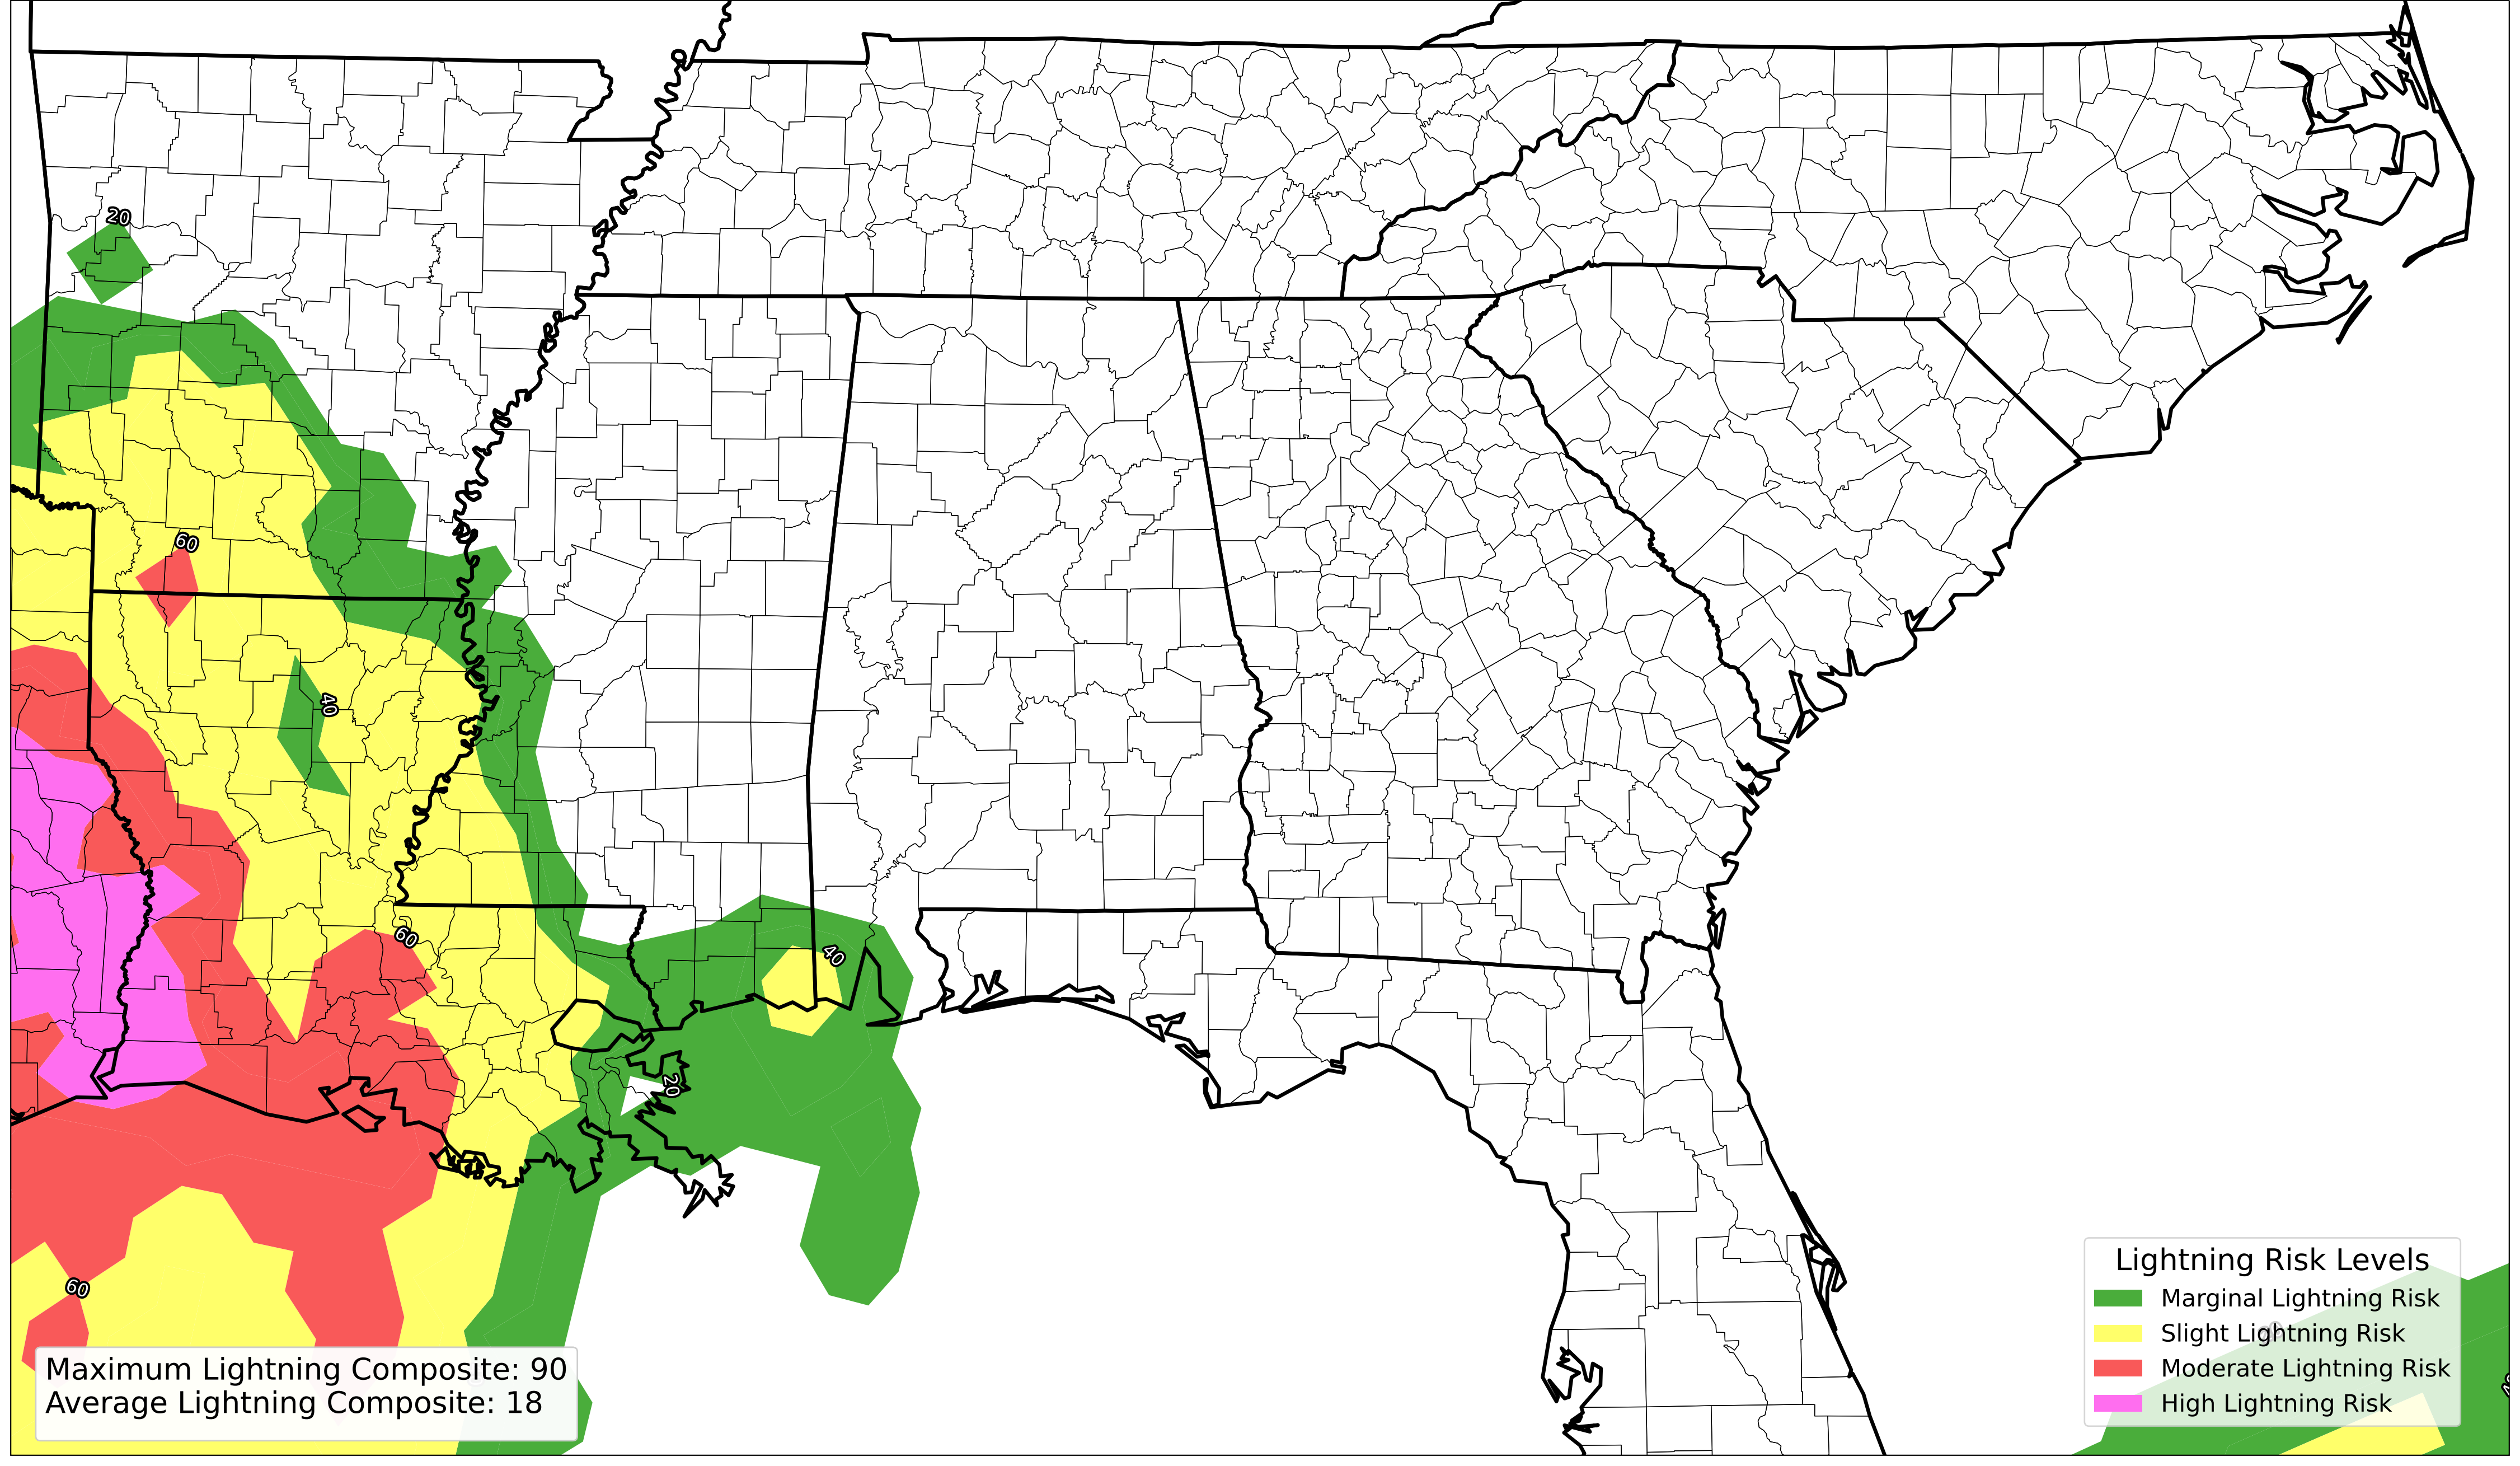 20
60
40
60
40
20
60
Maximum Lightning Composite: 90
Average Lightning Composite: 18
Lightning Risk Levels
Marginal Lightning Risk
Slight Lightning Risk
Moderate Lightning Risk
High Lightning Risk